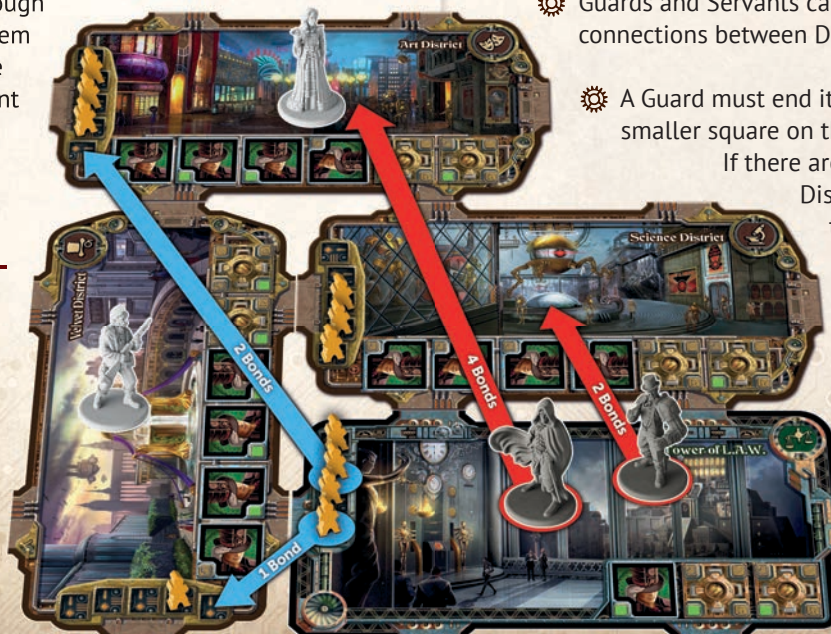 ough
em
e
nt
Guards and Servants ca
connections between D
A Guard must end it
smaller square on t
If there ar
Dis
Art District
Science District
Velvet District
2 Bonds
4 Bonds
2 Bonds
1 Bond
ower of L.A.W.